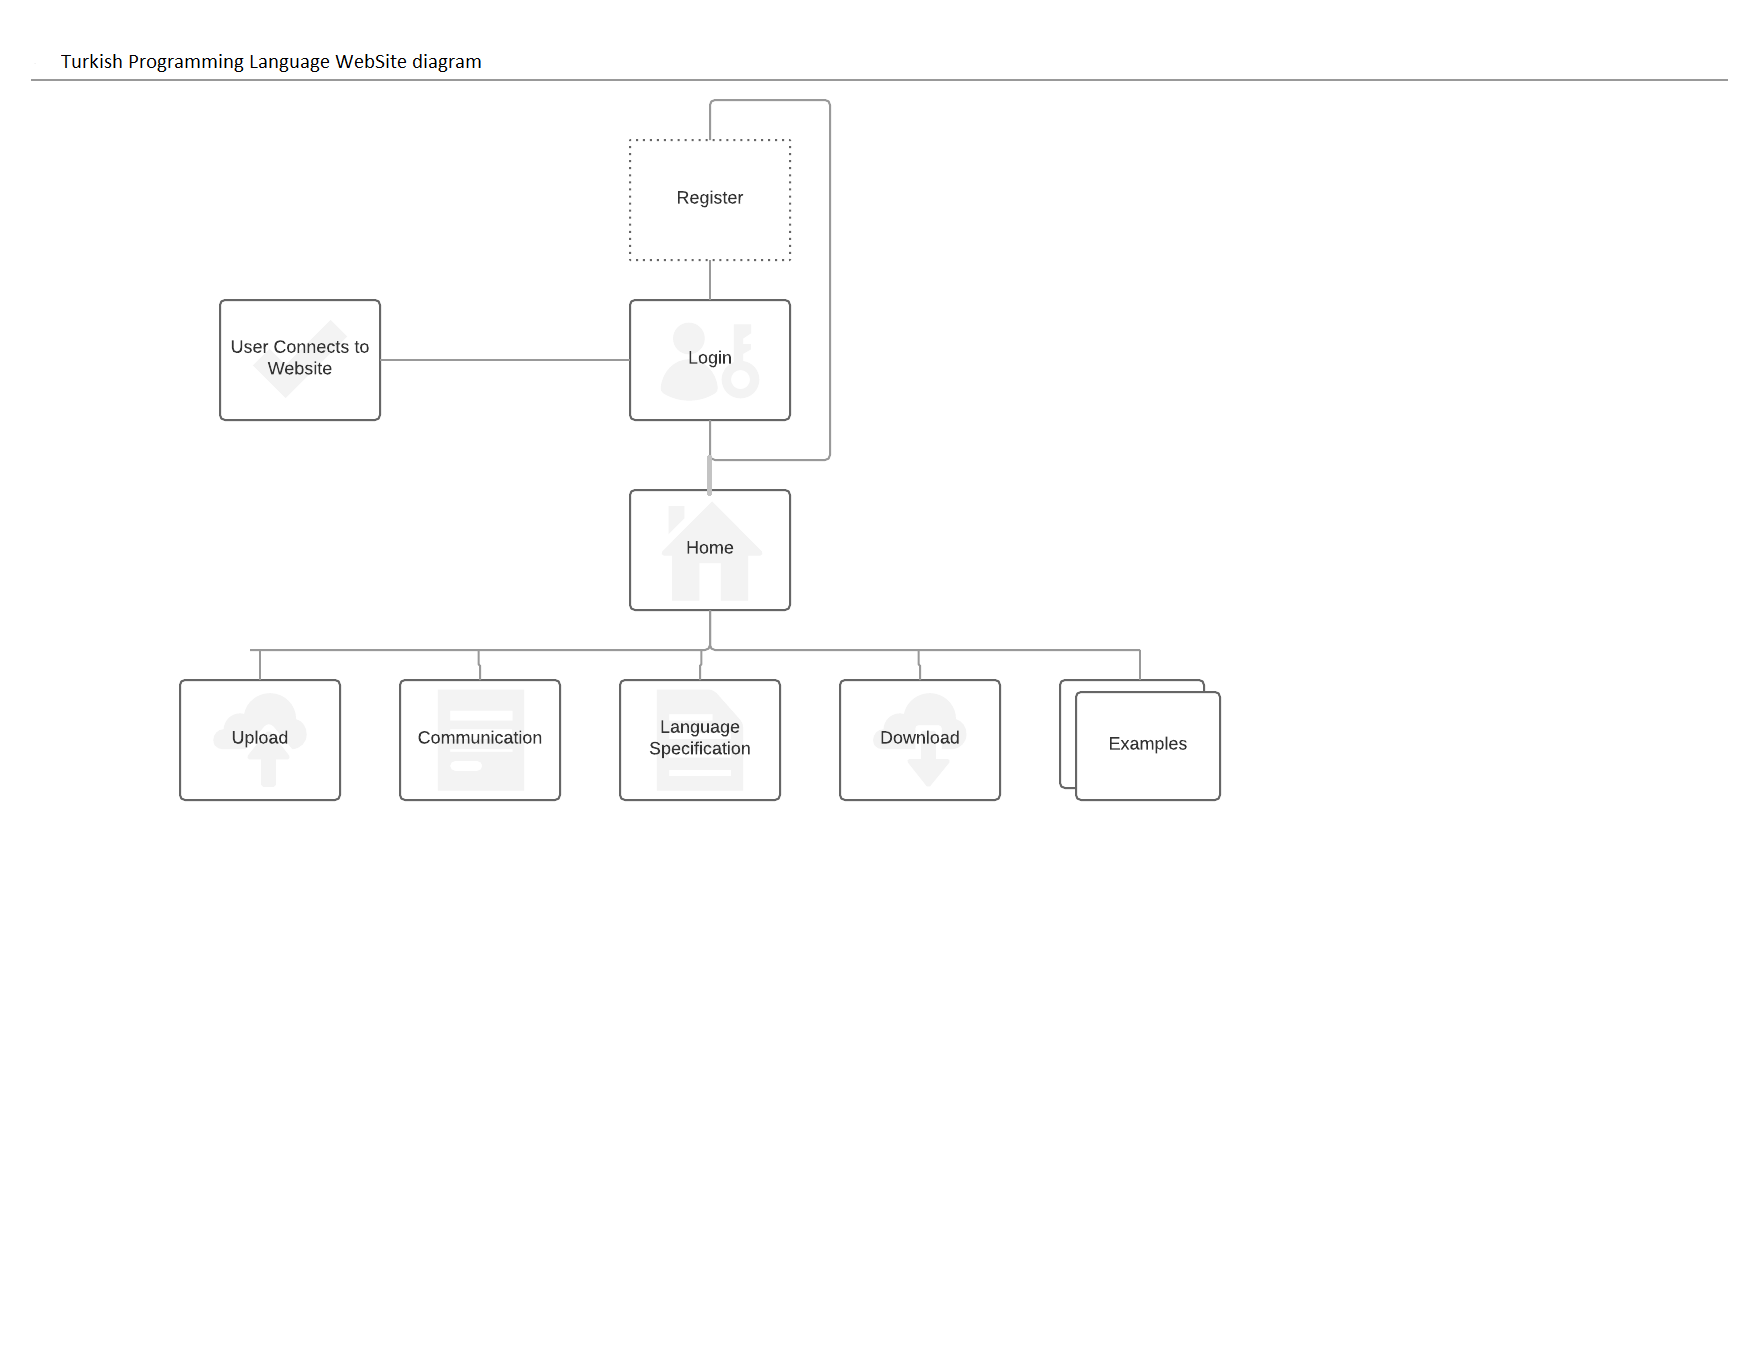 Turkish Programming Language WebSite diagram
Register
User Connects to
Website
Login
Home
Upload
Communication
Language
Specification
Download
Examples